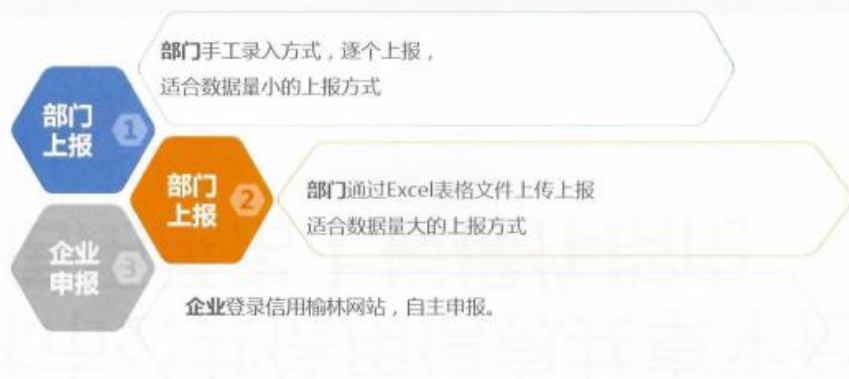 部门手工录入方式，逐个上报，
适合数据量小的上报方式
部门
上报
1
部门
上报
2
部门通过Excel表格文件上传上报
适合数据量大的上报方式
企业
申报
3
企业登录信用榆林网站，自主申报。